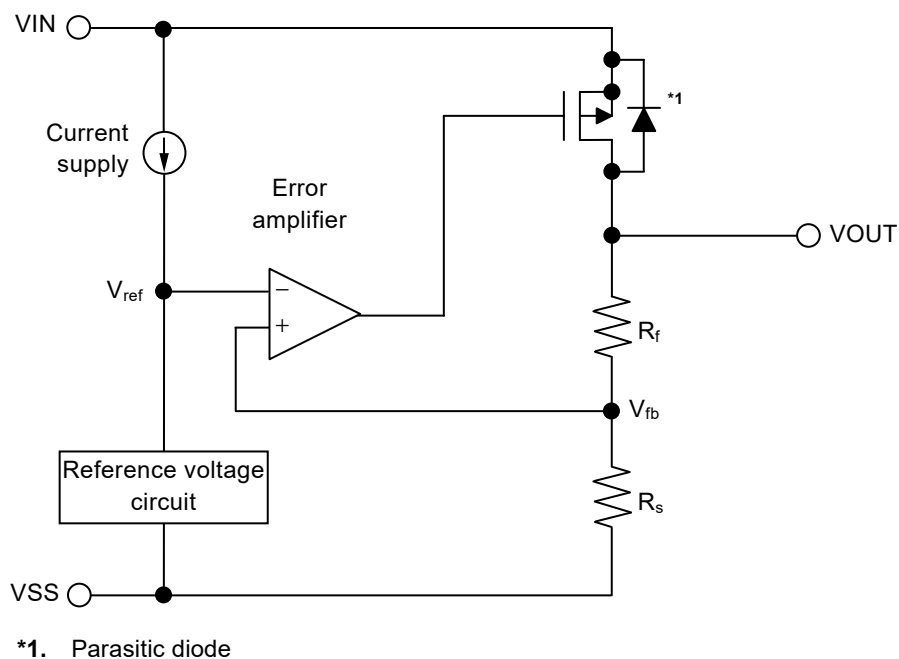 VIN
*1
Current
supply
Error
amplifier
VOUT
Vref
−
+
Rf
Vfb
Reference voltage
circuit
Rs
VSS
*1. Parasitic diode